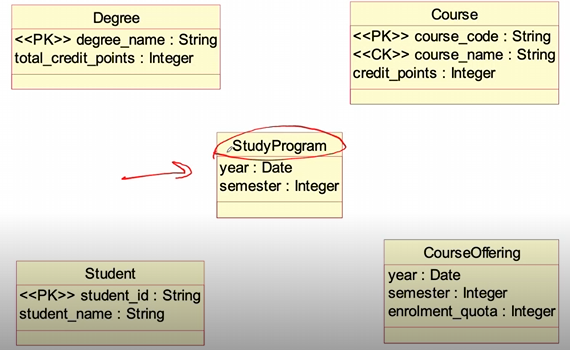 Degree
<<PK>> degree_name : String
total_credit_points : Integer
Course
<<PK>> course_code : String
<<CK>> course_name : String
credit_points : Integer
StudyProgram
year : Date
semester : Integer
Student
<<PK>> student_id : String
student_name : String
CourseOffering
year : Date
semester : Integer
enrolment_quota : Integer